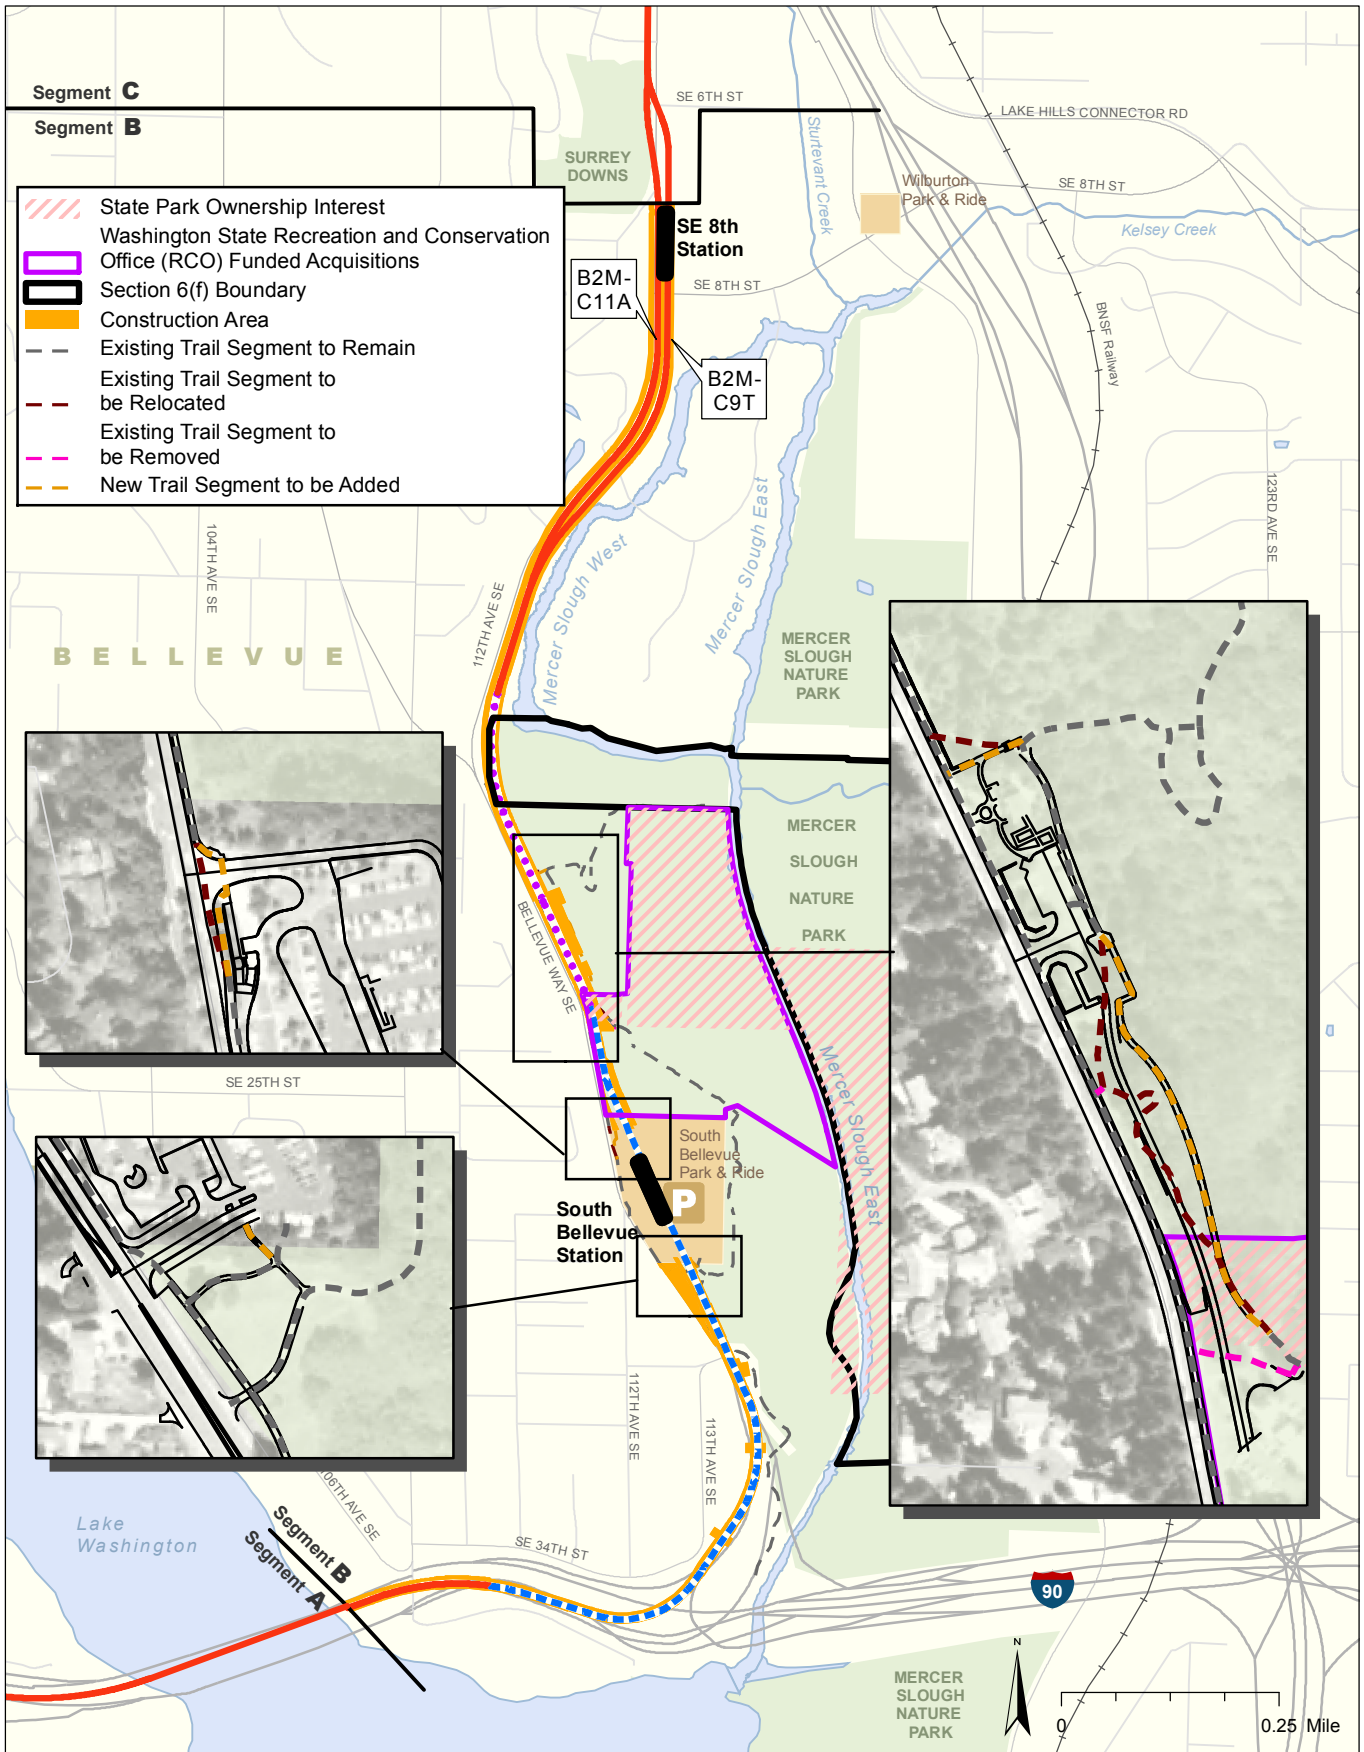 Segment C
Segment B
SE 6TH ST
LAKE HILLS CONNECTOR RD
Sturtevant Creek
SURREY
DOWNS
Wilburton
Park & Ride
SE 8TH ST
Kelsey Creek
State Park Ownership Interest
Washington State Recreation and Conservation
Office (RCO) Funded Acquisitions
Section 6(f) Boundary
Construction Area
Existing Trail Segment to Remain
Existing Trail Segment to
be Relocated
Existing Trail Segment to
be Removed
New Trail Segment to be Added
SE 8th
Station
B2M-
C11A
SE 8TH ST
BNSF Railway
B2M-
C9T
104TH AVE SE
123RD AVE SE
Mercer Slough West
Mercer Slough East
112TH AVE SE
BELLEVUE
MERCER
SLOUGH
NATURE
PARK
MERCER
SLOUGH
NATURE
PARK
BELLEVUE WAY SE
SE 25TH ST
Mercer Slough East
South
Bellevue
Park & Ride
P
South
Bellevue
Station
112TH AVE SE
113TH AVE SE
106TH AVE SE
Lake
Washington
Segment B
Segment A
SE 34TH ST
90
MERCER
SLOUGH
NATURE
PARK
N
0
0.25 Mile